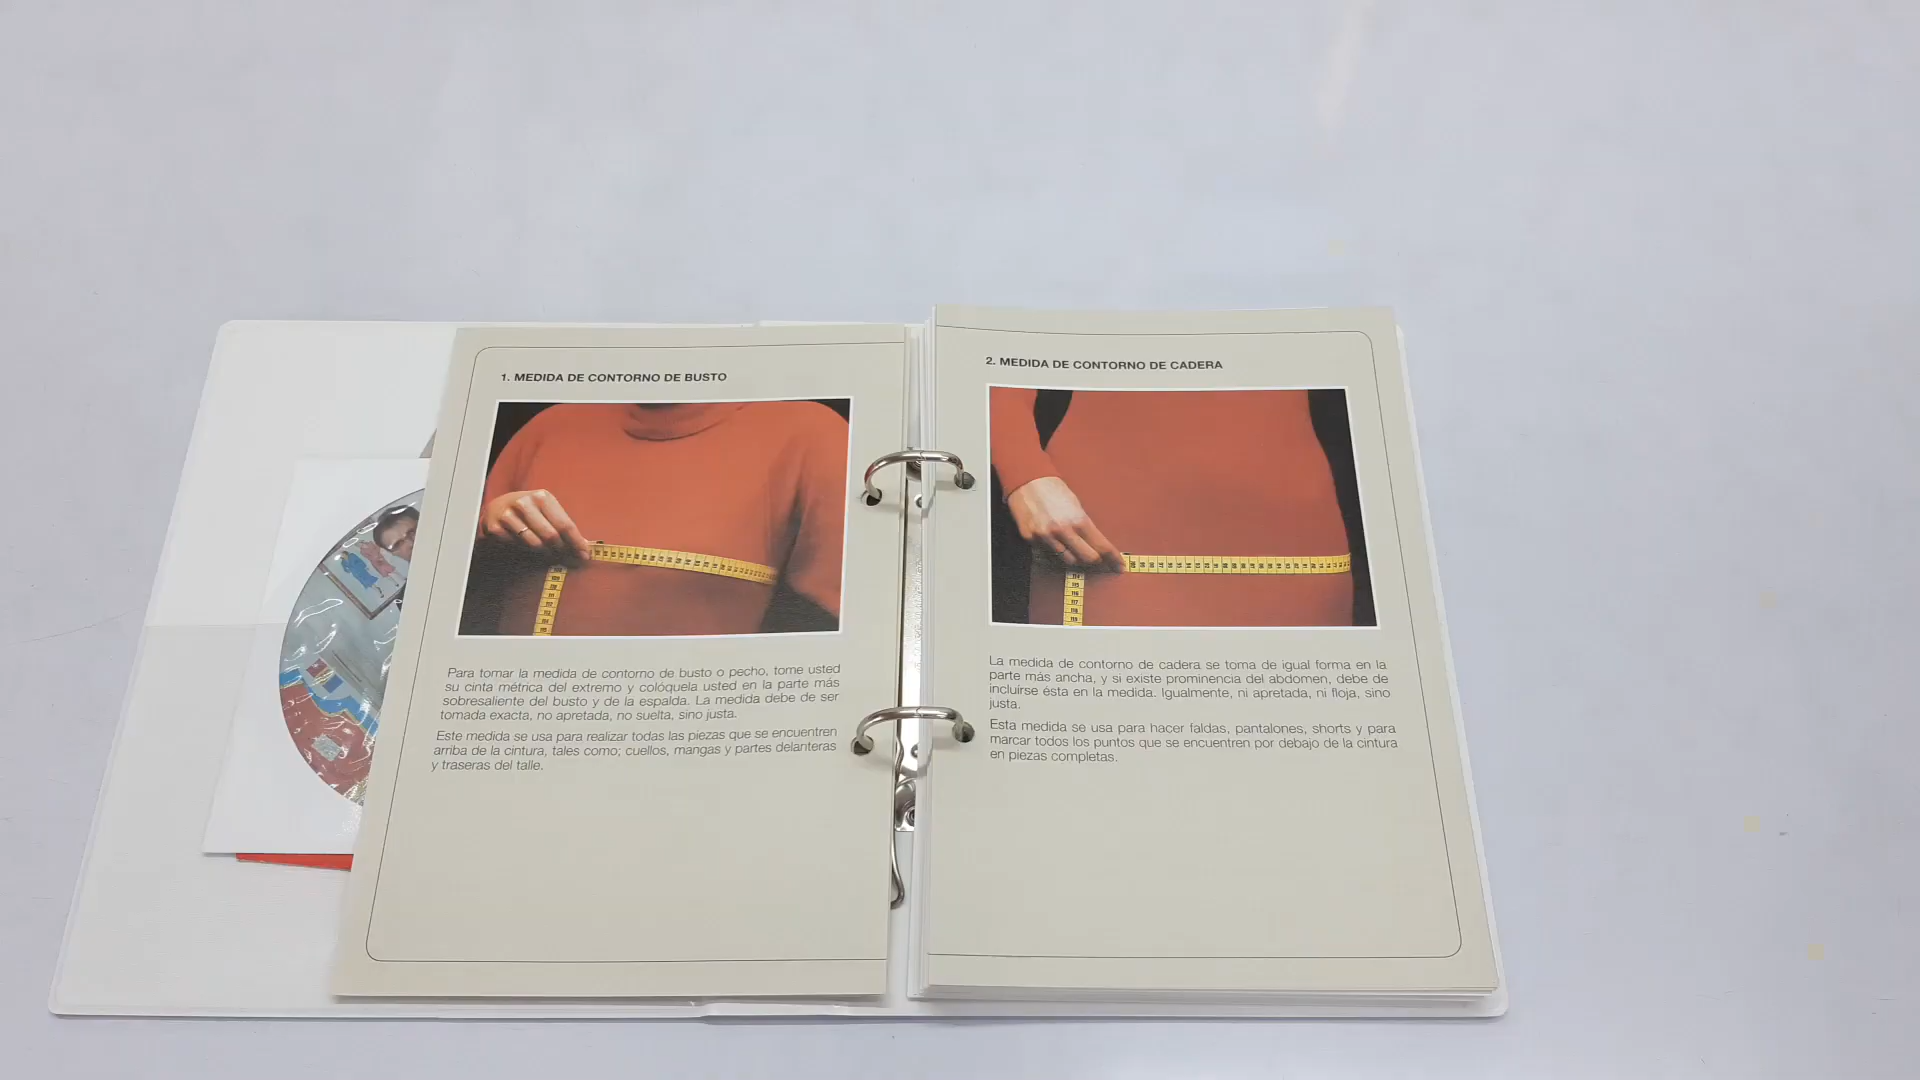 1. MEDIDA DE CONTORNO DE BUSTO
Para tomar la medida de contorno de busto o pecho, tome usted
su cinta métrica del extremo y colóquela usted en la parte más
sobresaliente del busto y de la espalda. La medida debe de ser
tomada exacta, no apretada, no suelta, sino justa.
Este medida se usa para realizar todas las piezas que se encuentren
arriba de la cintura, tales como; cuellos, mangas y partes delanteras
y traseras del talle.
2. MEDIDA DE CONTORNO DE CADERA
La medida de contorno de cadera se toma de igual forma en la
parte más ancha, y si existe prominencia del abdomen, debe de
incluirse ésta en la medida. Igualmente, ni apretada, ni floja, sino
justa.
Esta medida se usa para hacer faldas, pantalones, shorts y para
marcar todos los puntos que se encuentren por debajo de la cintura
en piezas completas.